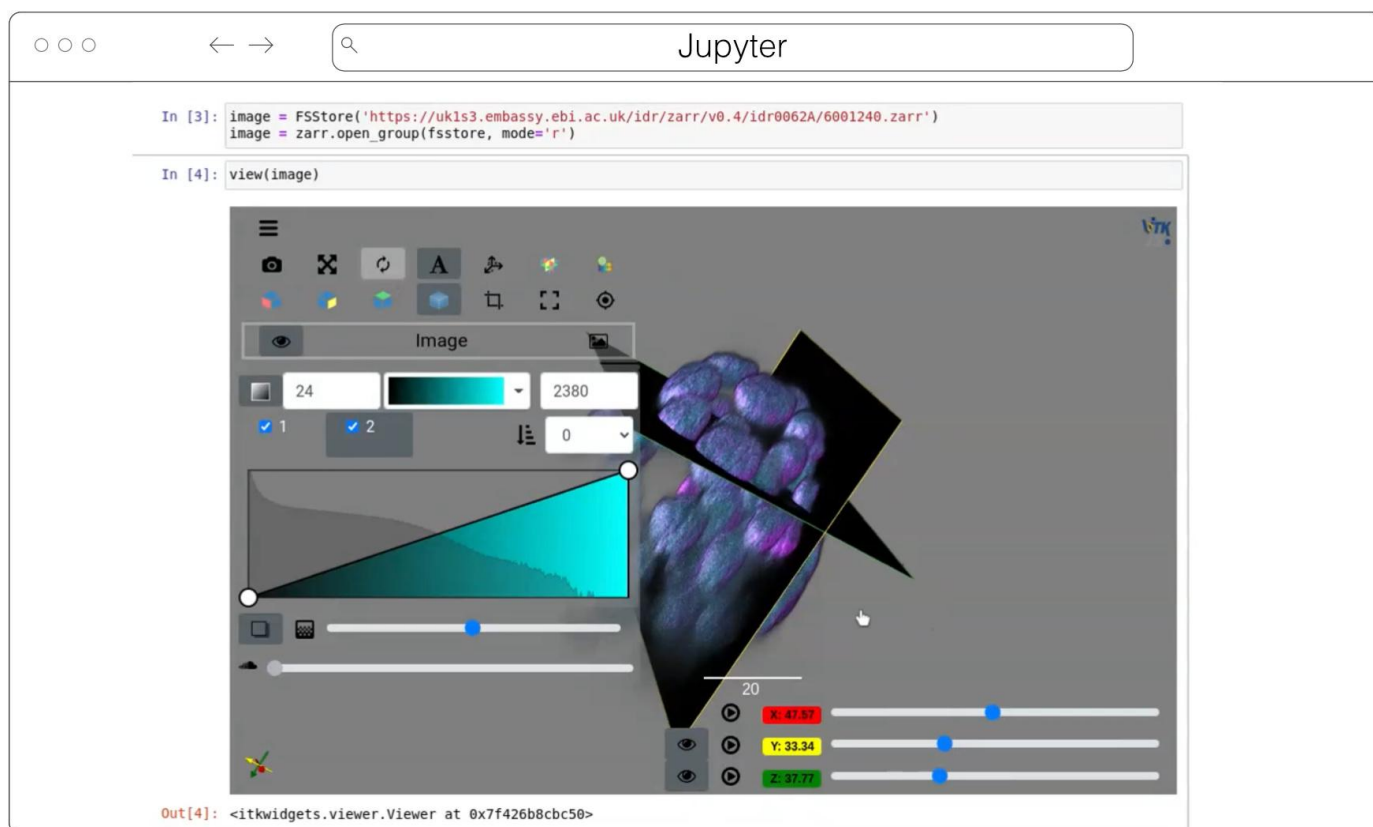 Jupyter
In [3]: image = FSStore('https://uk1s3.embassy.ebi.ac.uk/idr/zarr/v0.4/idr0062A/6001240.zarr')
image = zarr.open_group(fsstore, mode='r')
In [4]: view(image)
A
Image
24
2380
1
2
0
20
X: 47.57
Y: 33.34
Z: 37.77
Out[4]: <itkwidgets.viewer.Viewer at 0x7f426b8cbc50>